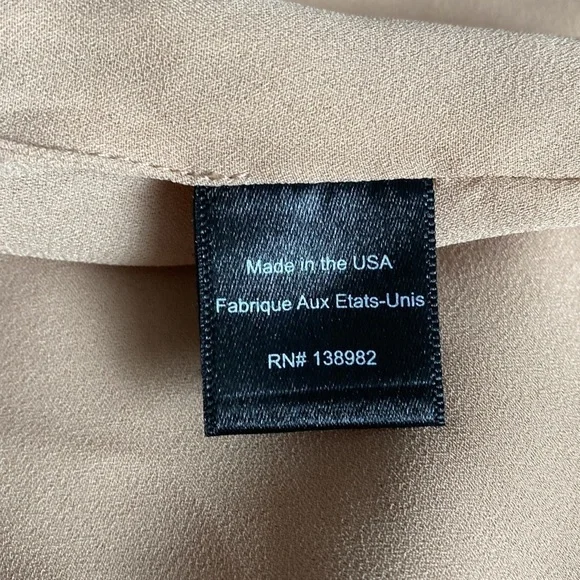 Made in the USA
Fabrique Aux Etats-Unis
RN# 138982